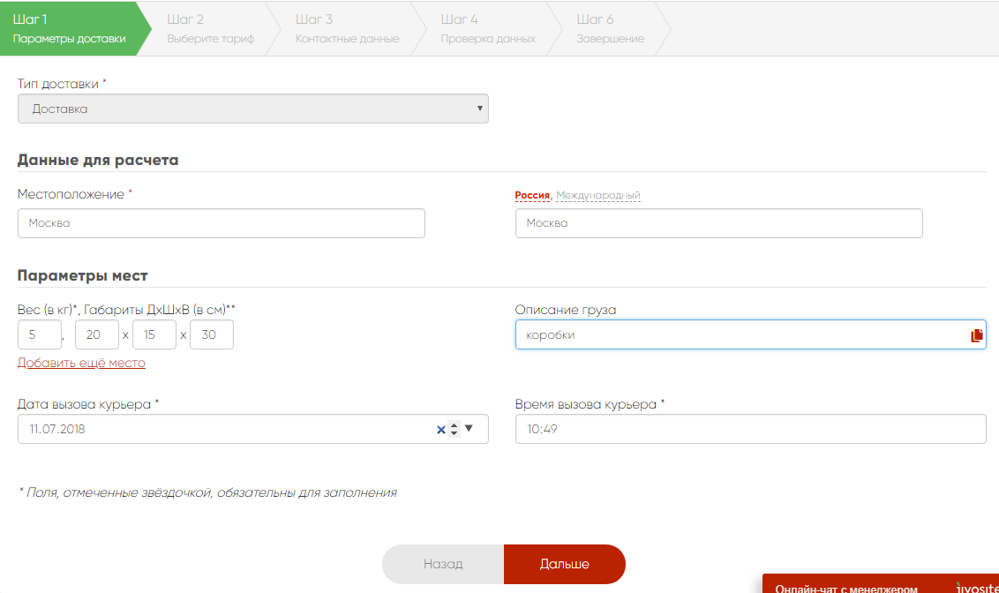 Шаг 1
Параметры доставки
Шаг 2
Выберите тариф
Шаг 3
Контактные данные
Шаг 4
Проверка данных
Шаг 6
Завершение
Тип доставки *
Доставка
Данные для расчета
Местоположение *
Россия, Международный
Москва
Москва
Параметры мест
Вес (в кг)*, Габариты ДхШхВ (в см)**
Описание груза
5, 20 x 15 x 30
коробки
Добавить ещё место
Дата вызова курьера *
Время вызова курьера *
11.07.2018
10:49
* Поля, отмеченные звёздочкой, обязательны для заполнения
Назад
Дальше
Онлайн-чат с менеджером
jivosite